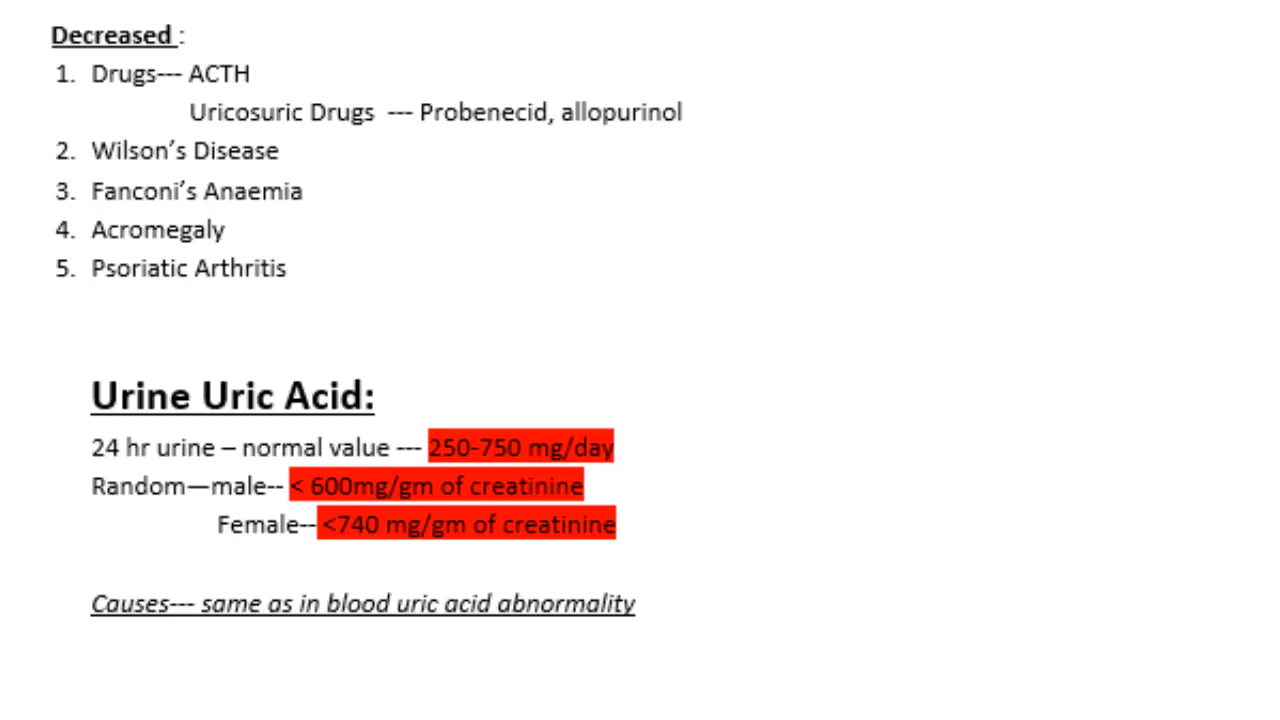 Decreased :
1. Drugs--- ACTH
Uricosuric Drugs --- Probenecid, allopurinol
2. Wilson’s Disease
3. Fanconi’s Anaemia
4. Acromegaly
5. Psoriatic Arthritis
Urine Uric Acid:
24 hr urine – normal value --- 250-750 mg/day
Random—male-- < 600mg/gm of creatinine
Female-- <740 mg/gm of creatinine
Causes--- same as in blood uric acid abnormality